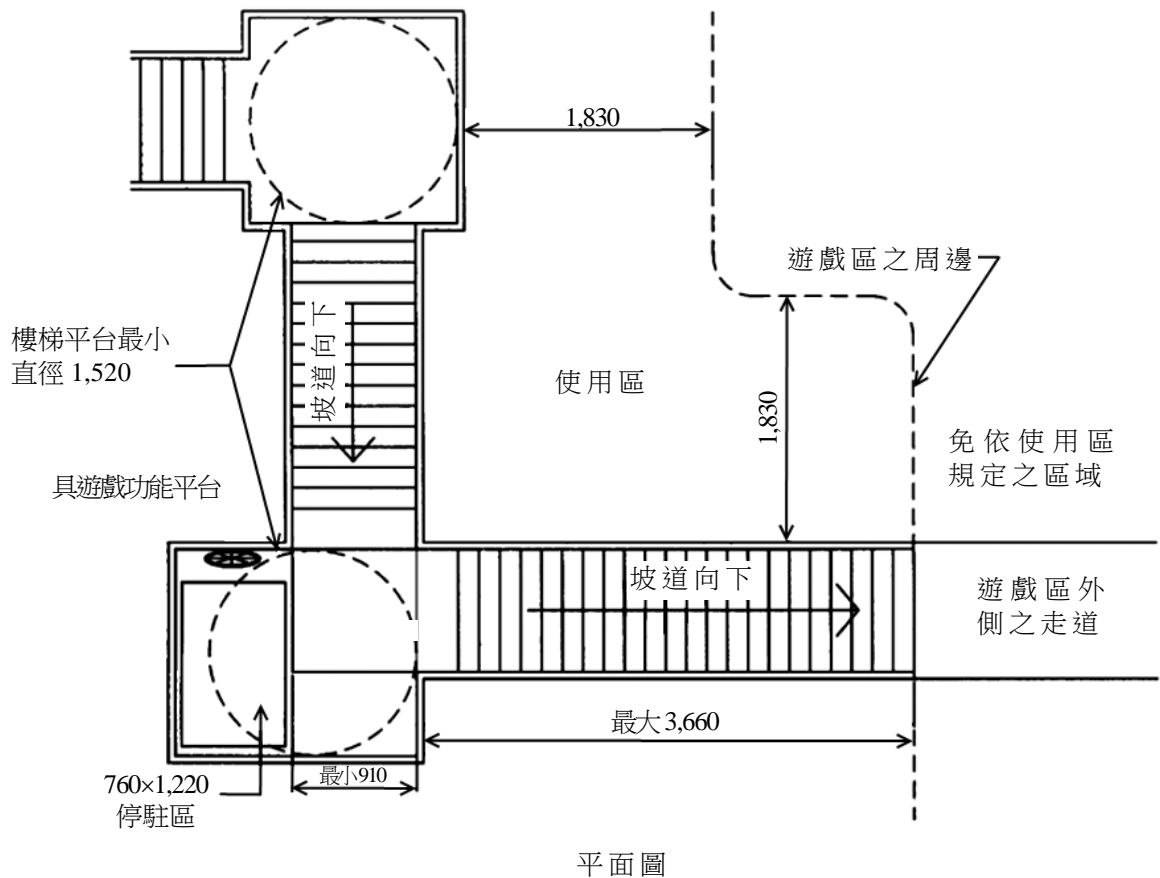 1,830
遊戲區之周邊
樓梯平台最小
直徑 1,520
坡道向下
使用區
1,830
免依使用區
規定之區域
具遊戲功能平台
坡道向下
遊戲區外
側之走道
最大 3,660
最小910
760×1,220
停駐區
平面圖